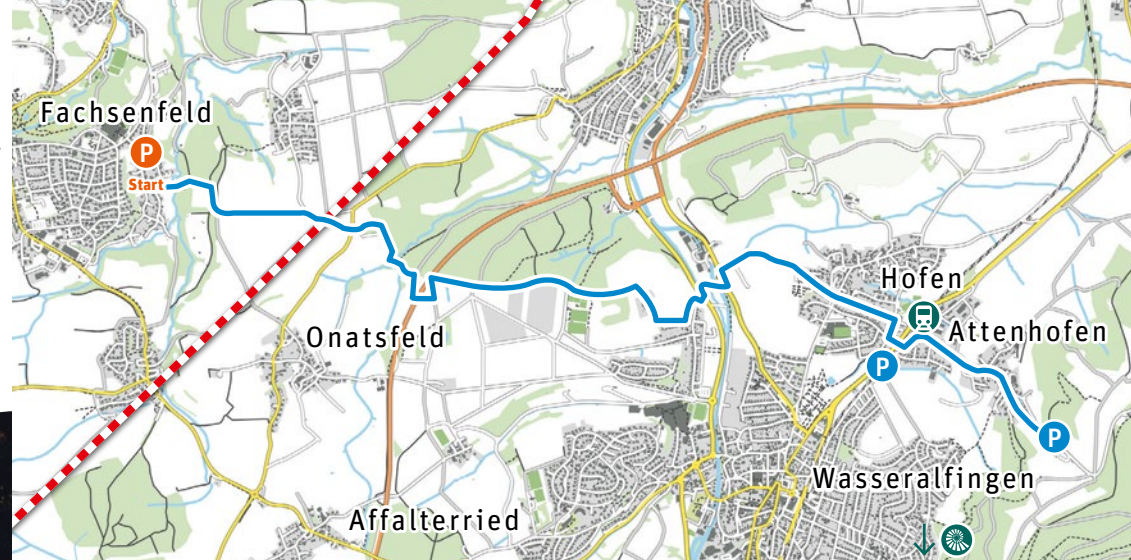 Fachsenfeld
P
Start
Hofen
Onatsfeld
Attenhofen
P
P
Wasseralfingen
Affalterried